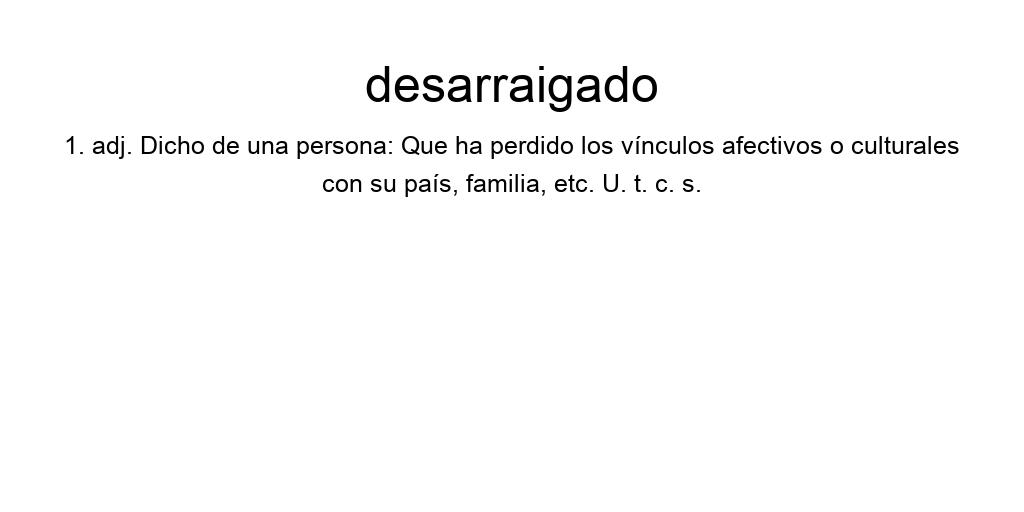 desarraigado
1. adj. Dicho de una persona: Que ha perdido los vínculos afectivos o culturales
con su país, familia, etc. U. t. c. s.